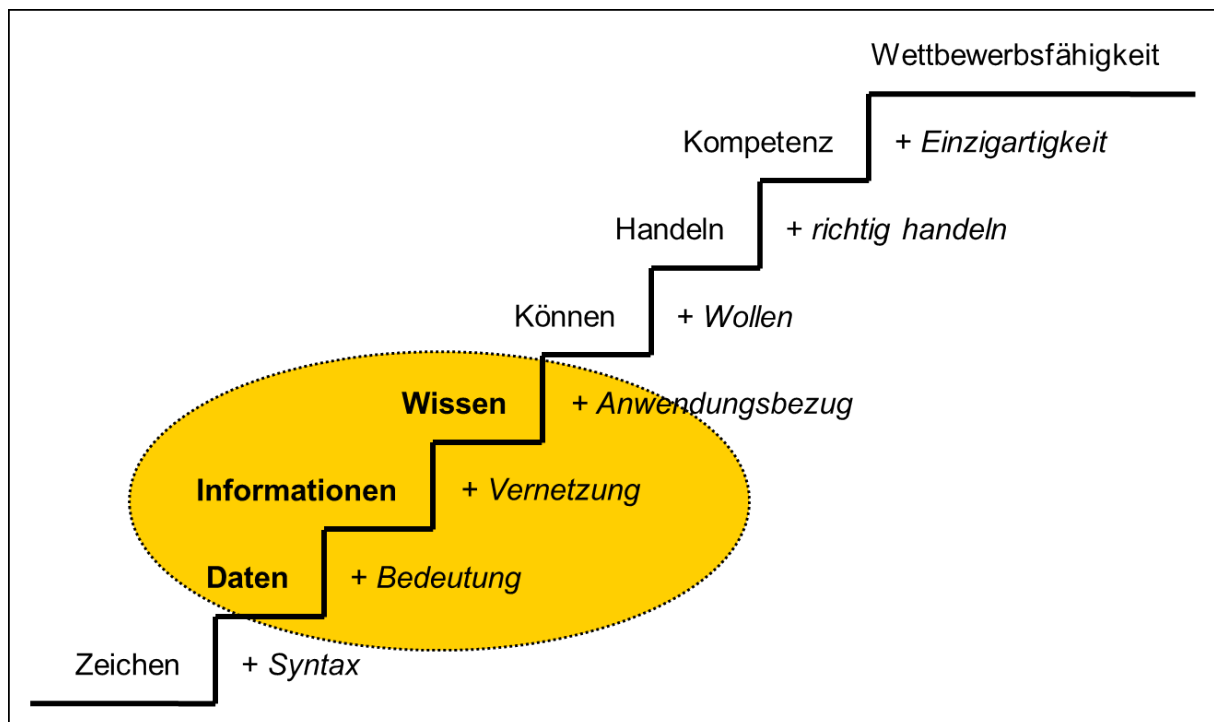 Wettbewerbsfähigkeit
Kompetenz + Einzigartigkeit
Handeln + richtig handeln
Können + Wollen
Wissen + Anwendungsbezug
Informationen + Vernetzung
Daten + Bedeutung
Zeichen + Syntax